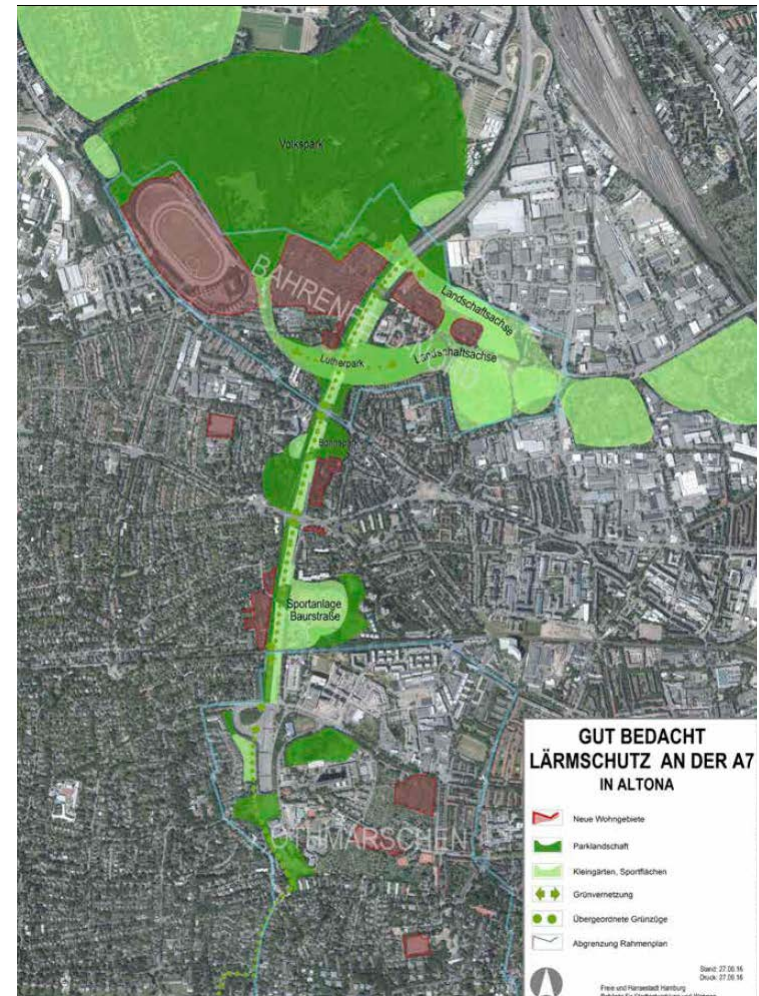 Volkspark
BAHRENFELD NORD
Landschaftsachse
Lutherpark
Landschaftsachse
Sportanlage
Baurstraße
OTHMARSCHEN
GUT BEDACHT
LÄRMSCHUTZ AN DER A7
IN ALTONA
Neue Wohngebiete
Parklandschaft
Kleingärten, Sportflächen
Grünvernetzung
Übergeordnete Grünzüge
Abgrenzung Rahmenplan
Stand: 27.06.16
Druck: 27.06.16
Freie und Hansestadt Hamburg